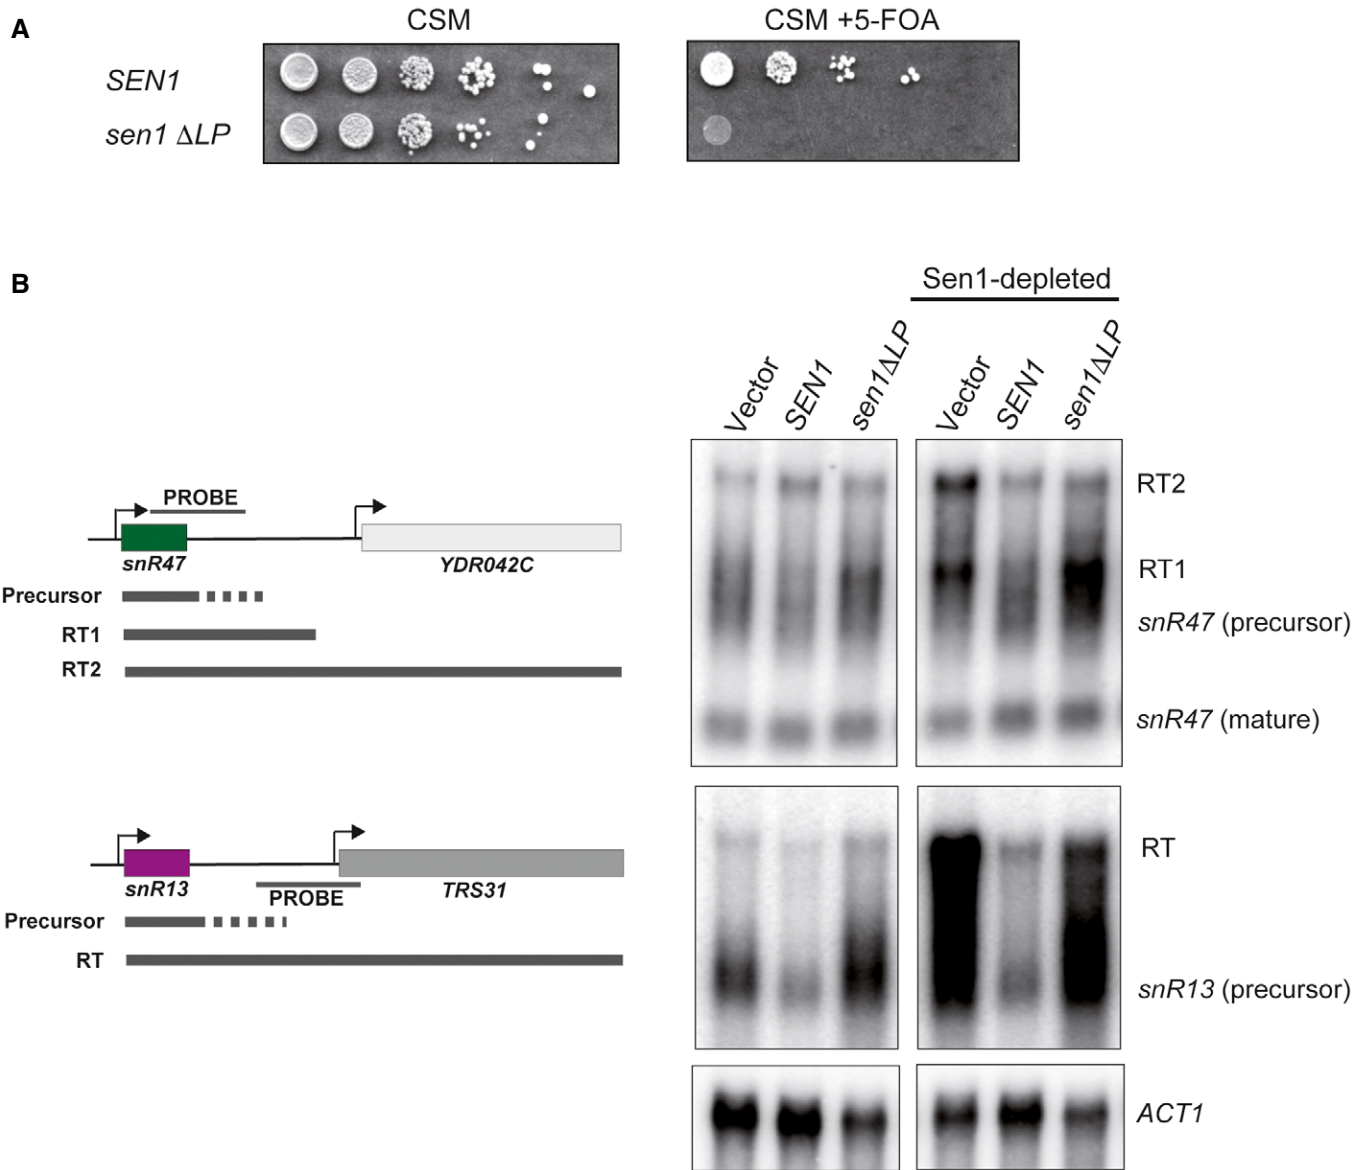 A
CSM
CSM +5-FOA
SEN1
sen1 ΔLP
B
Sen1-depleted
Vector
SEN1
sen1ΔLP
Vector
SEN1
sen1ΔLP
PROBE
snR47
YDR042C
Precursor
RT1
RT2
RT2
RT1
snR47 (precursor)
snR47 (mature)
snR13
PROBE
TRS31
Precursor
RT
RT
snR13 (precursor)
ACT1